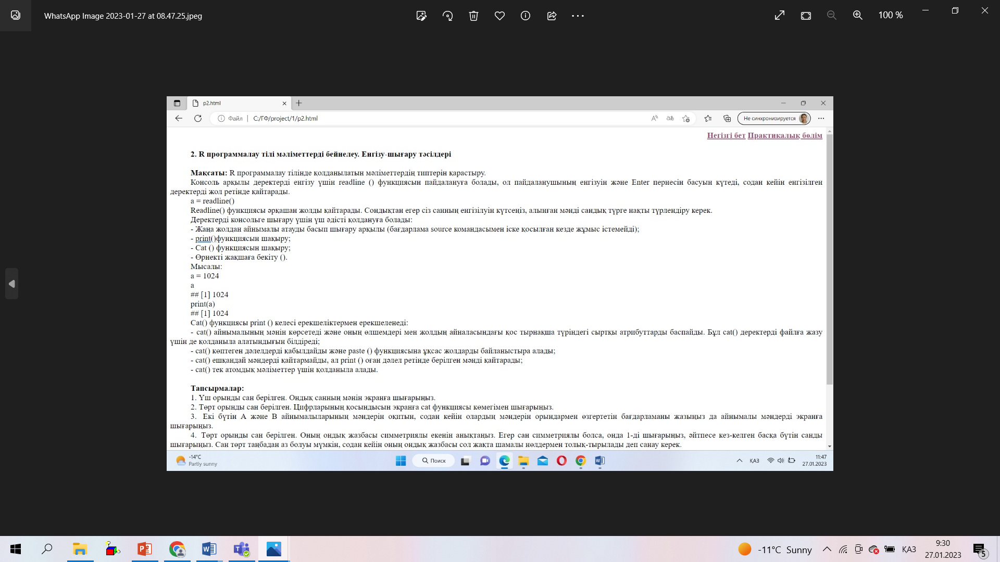 WhatsApp Image 2023-01-27 at 08.47.25.jpeg
100 %
p2.html
Файл
C:/ГФ/project/1/p2.html
Не синхронизируется
Негізгі бет Практикалық бөлім
2. R программалау тілі мәліметтерді бейнелеу. Енгізу-шығару тәсілдері
Мақсаты: R программалау тілінде қолданылатын мәліметтердің типтерін қарастыру.
Консоль арқылы деректерді енгізу үшін readline () функциясын пайдалануға болады, ол пайдаланушының енгізуін және Enter пернесін басуын күтеді, содан кейін енгізілген
деректерді жол ретінде қайтарады.
a = readline()
Readline() функциясы әрқашан жолды қайтарады. Сондықтан егер сіз санның енгізілуін күтсеңіз, алынған мәнді сандық түрге нақты түрлендіру керек.
Деректерді консольге шығару үшін үш әдісті қолдануға болады:
- Жаңа жолдан айнымалы атауды басып шығару арқылы (бағдарлама source командасымен іске қосылған кезде жұмыс істемейді);
- print()функциясын шақыру;
- Cat () функциясын шақыру;
- Өрнекті жақшаға бекіту ().
Мысалы:
a = 1024
a
## [1] 1024
print(a)
## [1] 1024
Cat() функциясы print () келесі ерекшеліктермен ерекшеленеді:
- cat() айнымалының мәнін көрсетеді және оның өлшемдері мен жолдың айналасындағы қос тырнақша түріндегі сыртқы атрибуттарды баспайды. Бұл cat() деректерді файлға жазу
үшін де қолданыла алатындығын білдіреді;
- cat() көптеген дәлелдерді қабылдайды және paste () функциясына ұқсас жолдарды байланыстыра алады;
- cat() ешқандай мәндерді қайтармайды, ал print () оған дәлел ретінде берілген мәнді қайтарады;
- cat() тек атомдық мәліметтер үшін қолданыла алады.
Тапсырмалар:
1. Үш орынды сан берілген. Ондық санның мәнін экранға шығарыңыз.
2. Төрт орынды сан берілген. Цифрларының қосындысын экранға cat функциясы көмегімен шығарыңыз.
3. Екі бүтін А және В айнымалыларының мәндерін оқитын, содан кейін олардың мәндерін орындармен өзгертетін бағдарламаны жазыңыз да айнымалы мәндерді экранға
шығарыңыз.
4. Төрт орынды сан берілген. Оның ондық жазбасы симметриялы екенін анықтаңыз. Егер сан симметриялы болса, онда 1-ді шығарыңыз, әйтпесе кез-келген басқа бүтін санды
шығарыңыз. Сан төрт таңбадан аз болуы мүмкін, содан кейін оның ондық жазбасы сол жақта шамалы нөлдермен толық-тырылады деп санау керек.
-14°C
Partly sunny
Поиск
ҚАЗ
11:47
27.01.2023
-11°C Sunny
ҚАЗ
9:30
27.01.2023
5